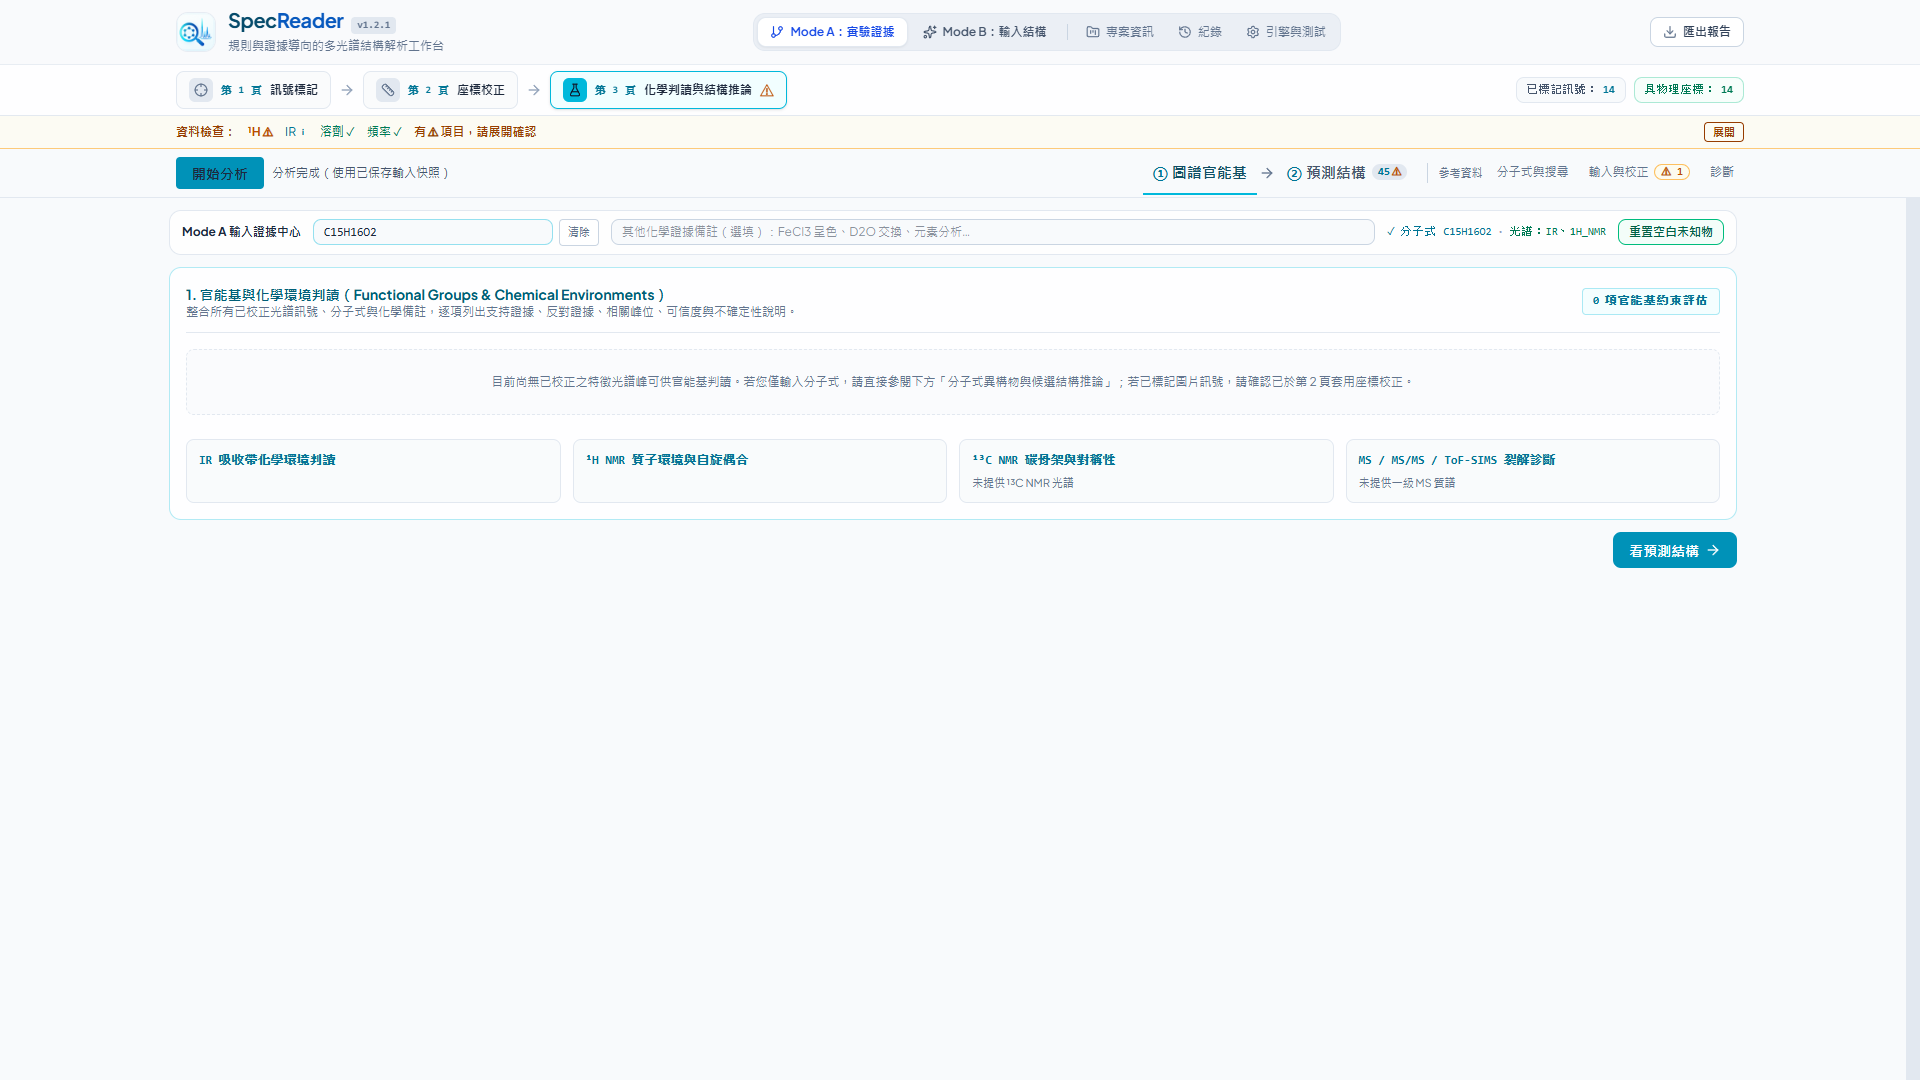 SpecReader v1.2.1
規則與證據導向的多光譜結構解析工作台
Mode A：實驗證據
Mode B：輸入結構
專案資訊
紀錄
引擎與測試
匯出報告
第 1 頁 訊號標記
第 2 頁 座標校正
第 3 頁 化學判讀與結構推論
已標記訊號： 14
具物理座標： 14
資料檢查： ¹H⚠ IR ℹ 溶劑✓ 頻率✓ 有⚠項目，請展開確認
展開
開始分析
分析完成（使用已保存輸入快照）
① 圖譜官能基 → ② 預測結構 45⚠
參考資料
分子式與搜尋
輸入與校正 ⚠ 1
診斷
Mode A 輸入證據中心
C15H16O2
清除
其他化學證據備註（選填）：FeCl3 呈色、D2O 交換、元素分析…
✓ 分子式 C15H16O2 · 光譜：IR、1H_NMR
重置空白未知物
1. 官能基與化學環境判讀（Functional Groups & Chemical Environments）
整合所有已校正光譜訊號、分子式與化學備註，逐項列出支持證據、反對證據、相關峰位、可信度與不確定性說明。
0 項官能基約束評估
目前尚無已校正之特徵光譜峰可供官能基判讀。若您僅輸入分子式，請直接參閱下方「分子式異構物與候選結構推論」；若已標記圖片訊號，請確認已於第 2 頁套用座標校正。
IR 吸收帶化學環境判讀
¹H NMR 質子環境與自旋偶合
¹³C NMR 碳骨架與對稱性
未提供 ¹³C NMR 光譜
MS / MS/MS / ToF-SIMS 裂解診斷
未提供一級 MS 質譜
看預測結構 →